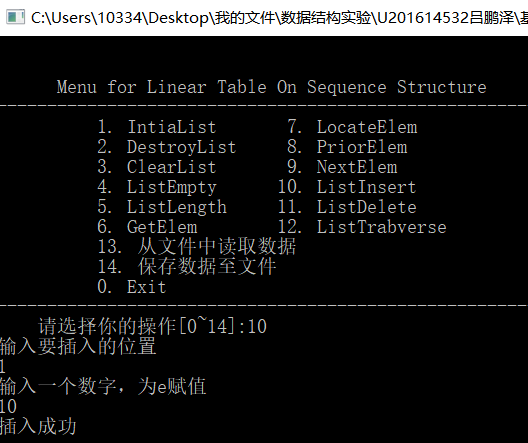 C:\Users\10334\Desktop\我的文件\数据结构实验\U201614532吕鹏泽\基
Menu for Linear Table On Sequence Structure
-------------------------------------------------
1. IntiaList 7. LocateElem
2. DestroyList 8. PriorElem
3. ClearList 9. NextElem
4. ListEmpty 10. ListInsert
5. ListLength 11. ListDelete
6. GetElem 12. ListTrabverse
13. 从文件中读取数据
14. 保存数据至文件
0. Exit
-------------------------------------------------
请选择你的操作[0~14]:10
输入要插入的位置
1
输入一个数字，为e赋值
10
插入成功